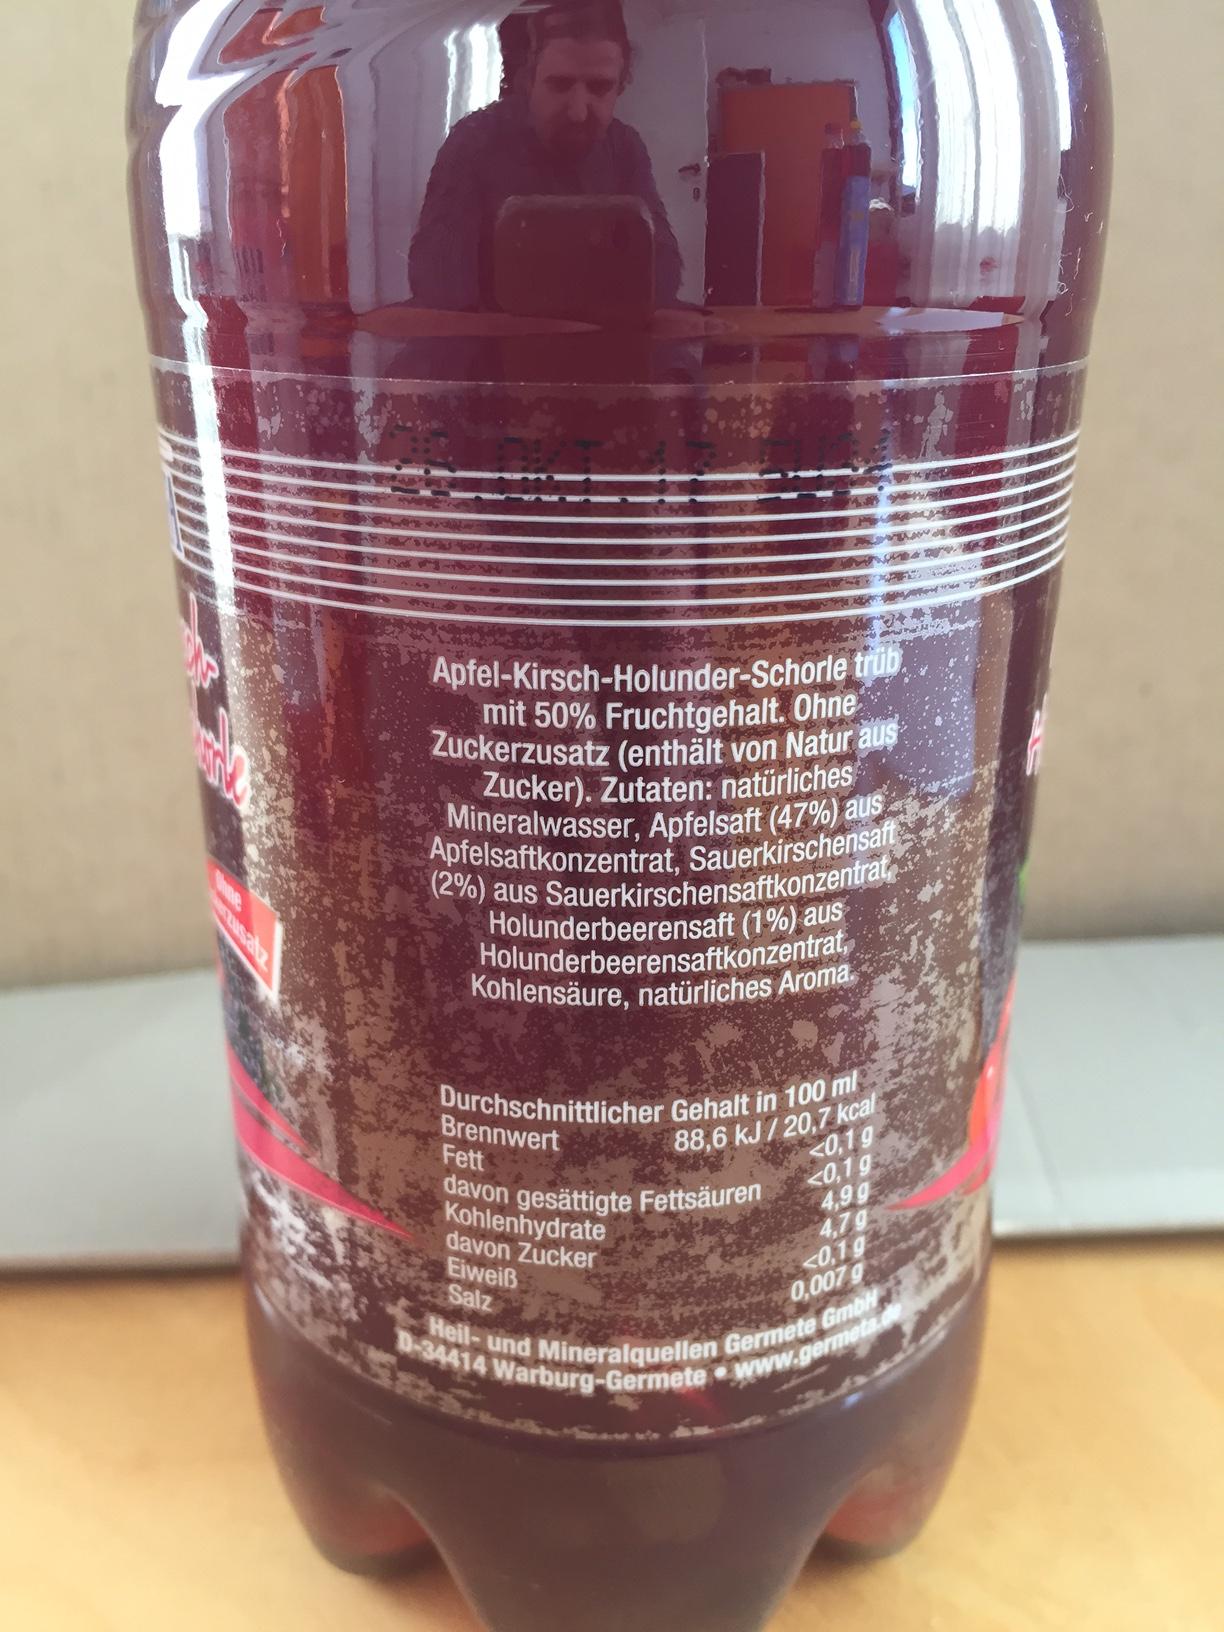 26.OKT.17
Apfel-Kirsch-Holunder-Schorle trüb
mit 50% Fruchtgehalt. Ohne
Zuckerzusatz (enthält von Natur aus
Zucker). Zutaten: natürliches
Mineralwasser, Apfelsaft (47%) aus
Apfelsaftkonzentrat, Sauerkirschensaft
(2%) aus Sauerkirschensaftkonzentrat,
Holunderbeerensaft (1%) aus
Holunderbeerensaftkonzentrat,
Kohlensäure, natürliches Aroma.
Durchschnittlicher Gehalt in 100 ml
Brennwert 88,6 kJ / 20,7 kcal
Fett <0,1 g
davon gesättigte Fettsäuren <0,1 g
Kohlenhydrate 4,9 g
davon Zucker 4,7 g
Eiweiß <0,1 g
Salz 0,007 g
Heil- und Mineralquellen Germete GmbH
D-34414 Warburg-Germete • www.germeta.de